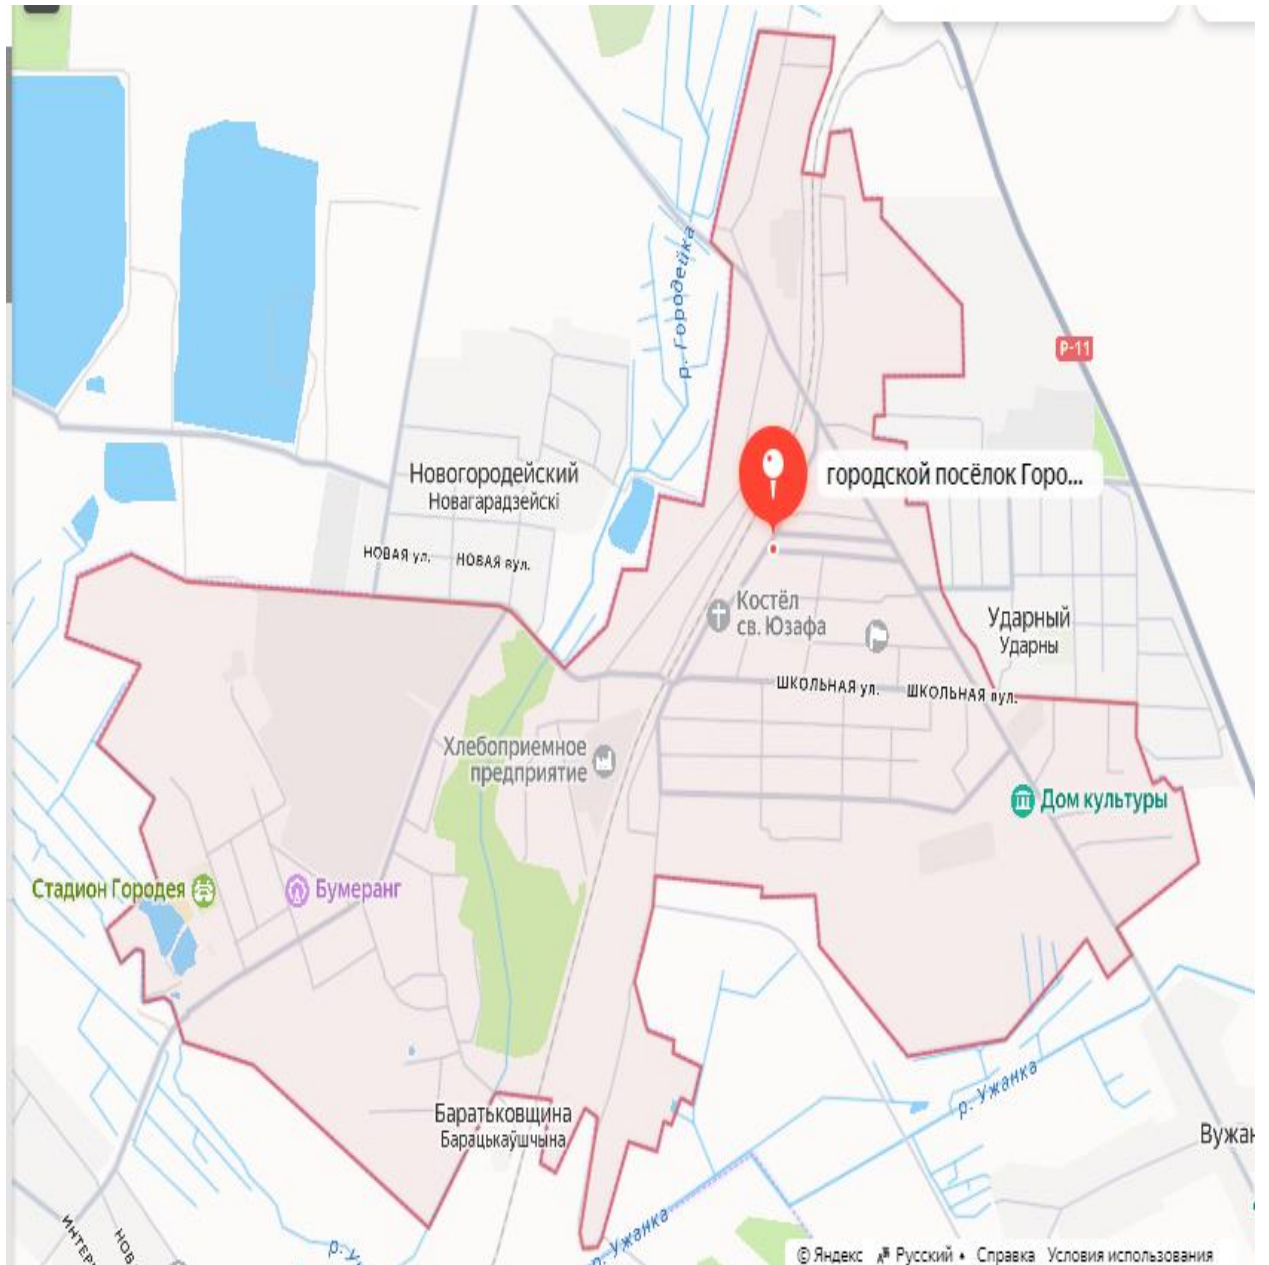 р. Городейка
Р-11
Новогородейский
Новагарадзейскі
городской посёлок Горо...
НОВАЯ ул.
НОВАЯ вул.
Костёл
св. Юзафа
Ударный
Ударны
ШКОЛЬНАЯ ул.
ШКОЛЬНАЯ вул.
Хлебоприемное
предприятие
Дом культуры
Стадион Городея
Бумеранг
р. Ужанка
Баратьковщина
Барацькаўшчына
р. Ужанка
© Яндекс Русский Справка Условия использования